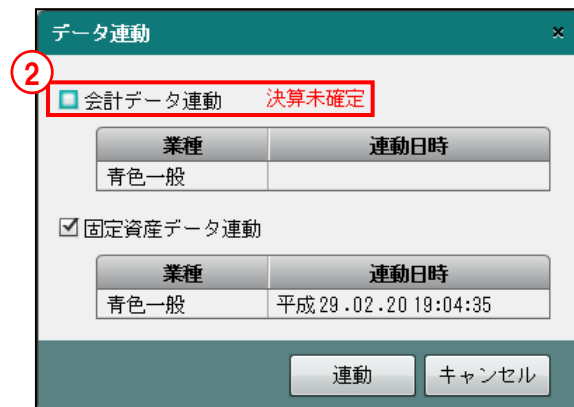 データ連動 ×
②
会計データ連動 決算未確定
業種 連動日時
青色一般
固定資産データ連動
業種 連動日時
青色一般 平成29.02.20 19:04:35
連動 キャンセル